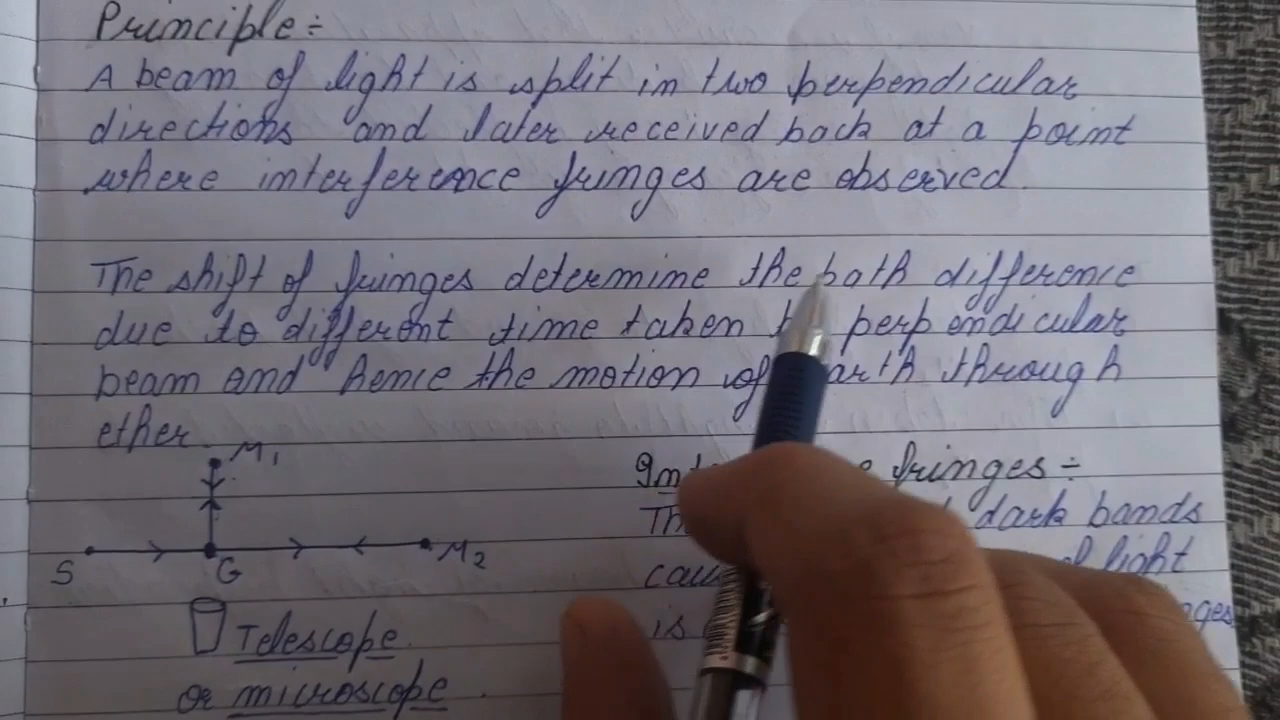 Principle:-
A beam of light is split in two perpendicular
directions and later received back at a point
where interference fringes are observed.
The shift of fringes determine the path difference
due to different time taken perpendicular
beam and hence the motion of through
ether
M1
S
G
M2
Telescope
or microscope.
fringes:-
dark bands
light
is